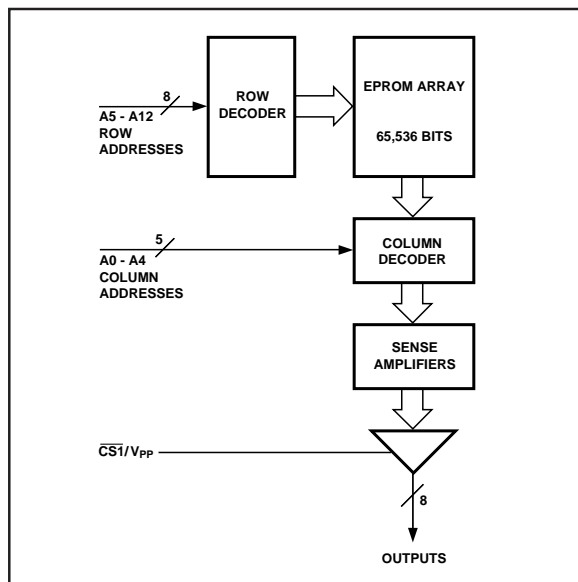 8
A5 - A12
ROW
ADDRESSES
ROW
DECODER
EPROM ARRAY
65,536 BITS
5
A0 - A4
COLUMN
ADDRESSES
COLUMN
DECODER
SENSE
AMPLIFIERS
C̅S̅1̅/VPP
8
OUTPUTS